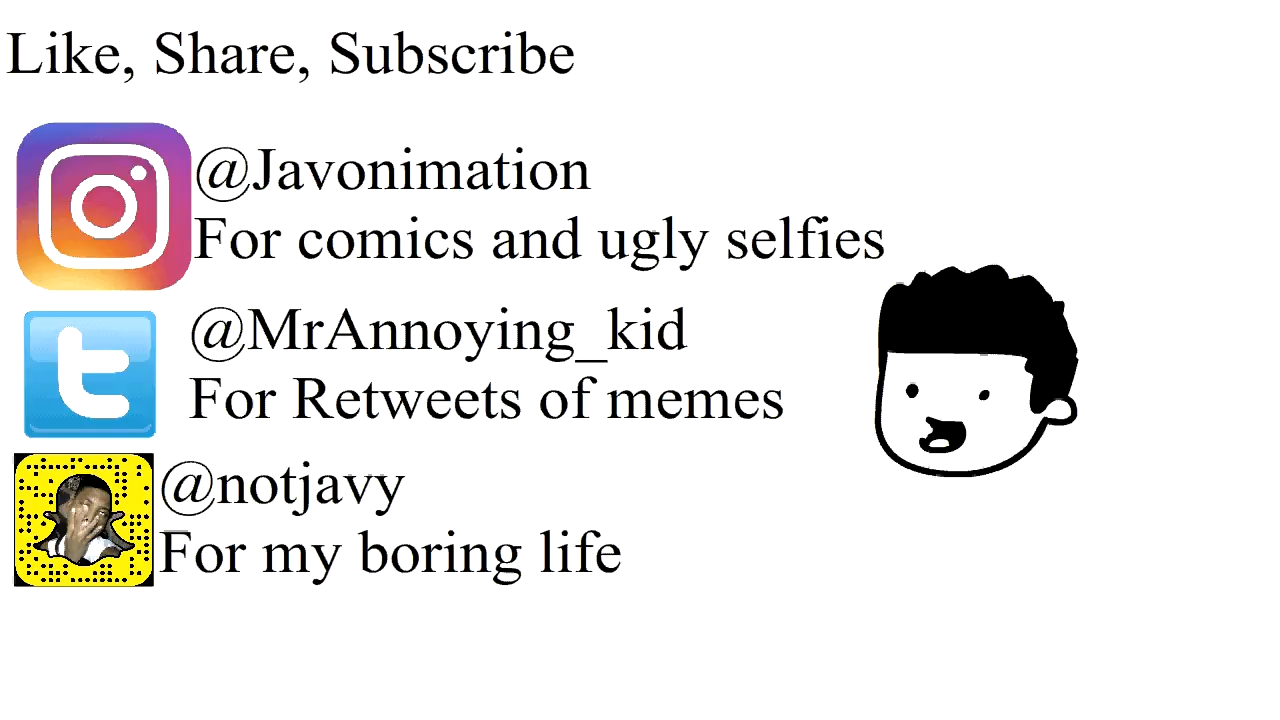 Like, Share, Subscribe
@Javonimation
For comics and ugly selfies
@MrAnnoying_kid
For Retweets of memes
@notjavy
For my boring life